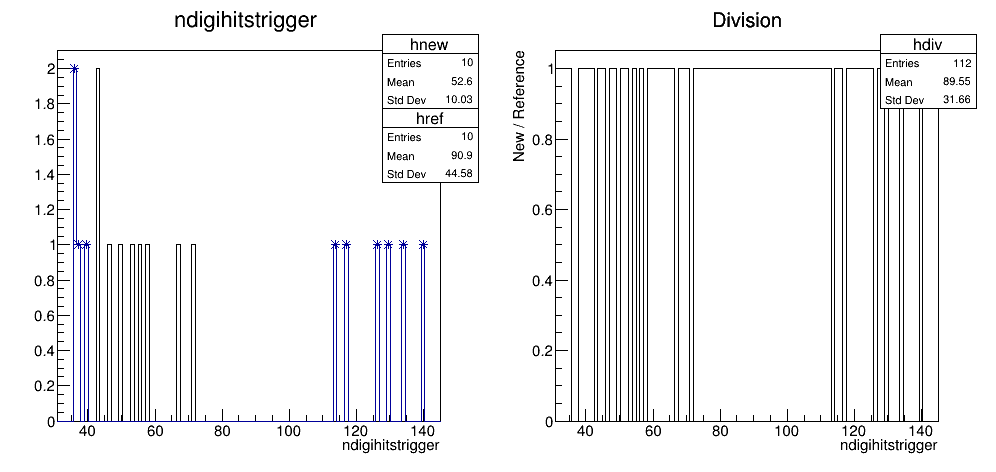 ndigihitstrigger
hnew
Entries 10
Mean 52.6
Std Dev 10.03
href
Entries 10
Mean 90.9
Std Dev 44.58
2
1.8
1.6
1.4
1.2
1
0.8
0.6
0.4
0.2
0
40 60 80 100 120 140
ndigihitstrigger
Division
hdiv
Entries 112
Mean 89.55
Std Dev 31.66
New / Reference
1
0.8
0.6
0.4
0.2
0
40 60 80 100 120 140
ndigihitstrigger